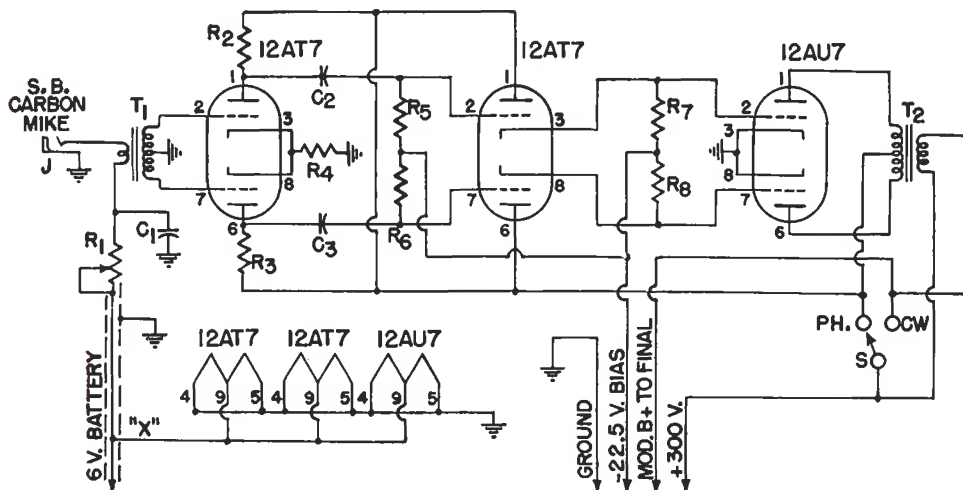 R2
12AT7
12AT7
12AU7
S. B.
CARBON
MIKE
J
T1
1
2
3
7
8
6
R4
C2
C3
R5
R6
1
2
3
7
8
6
R7
R8
1
2
3
7
8
6
T2
C1
R1
R3
PH.
CW
S
12AT7
12AT7
12AU7
4
9
5
4
9
5
4
9
5
"X"
6 V. BATTERY
GROUND
-22.5 V. BIAS
MOD. B + TO FINAL
+300 V.